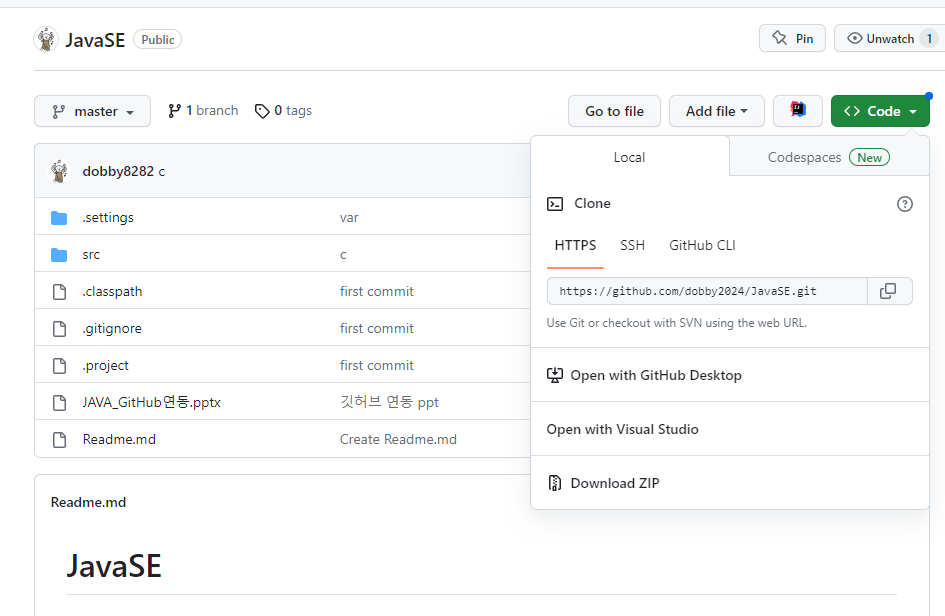 JavaSE Public Pin Unwatch 1
master 1 branch 0 tags Go to file Add file <> Code
dobby8282 c
.settings var
src c
.classpath first commit
.gitignore first commit
.project first commit
JAVA_GitHub연동.pptx 깃허브 연동 ppt
Readme.md Create Readme.md
Local Codespaces New
Clone
HTTPS SSH GitHub CLI
https://github.com/dobby2024/JavaSE.git
Use Git or checkout with SVN using the web URL.
Open with GitHub Desktop
Open with Visual Studio
Download ZIP
Readme.md
JavaSE